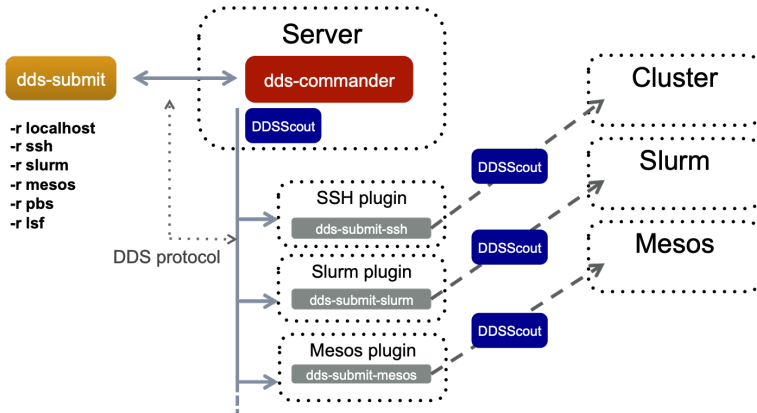 Server
dds-submit
dds-commander
DDSScout
-r localhost
-r ssh
-r slurm
-r mesos
-r pbs
-r lsf
DDS protocol
SSH plugin
dds-submit-ssh
Slurm plugin
dds-submit-slurm
Mesos plugin
dds-submit-mesos
DDSScout
DDSScout
DDSScout
Cluster
Slurm
Mesos